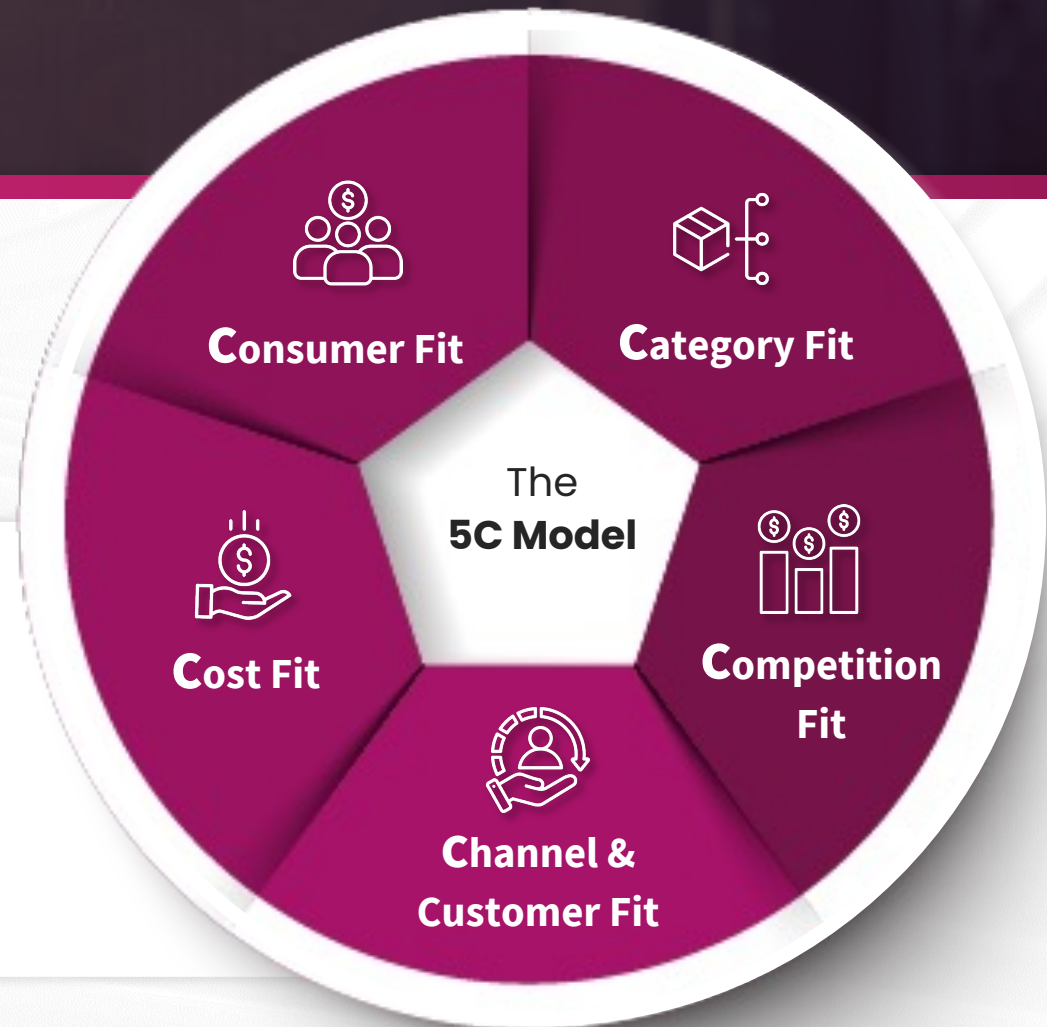 Consumer Fit
Category Fit
The
5C Model
Cost Fit
Competition
Fit
Channel &
Customer Fit